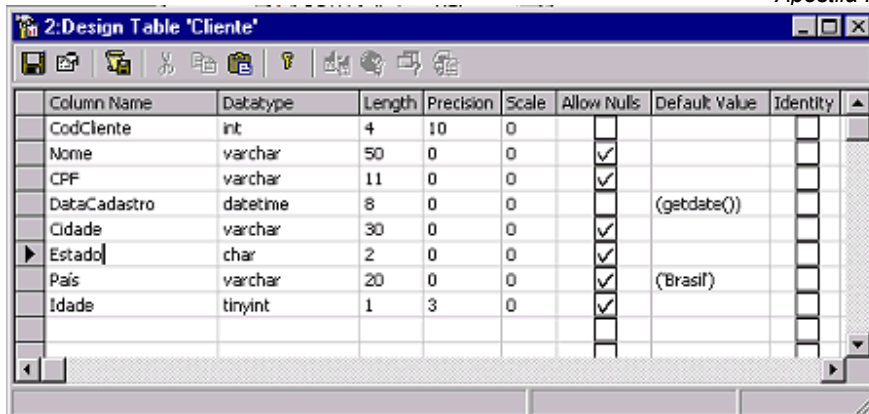 Apostila
2:Design Table 'Cliente'
Column Name Datatype Length Precision Scale Allow Nulls Default Value Identity
CodCliente int 4 10 0
Nome varchar 50 0 0
CPF varchar 11 0 0
DataCadastro datetime 8 0 0 (getdate())
Cidade varchar 30 0 0
Estado char 2 0 0
País varchar 20 0 0 ('Brasil')
Idade tinyint 1 3 0